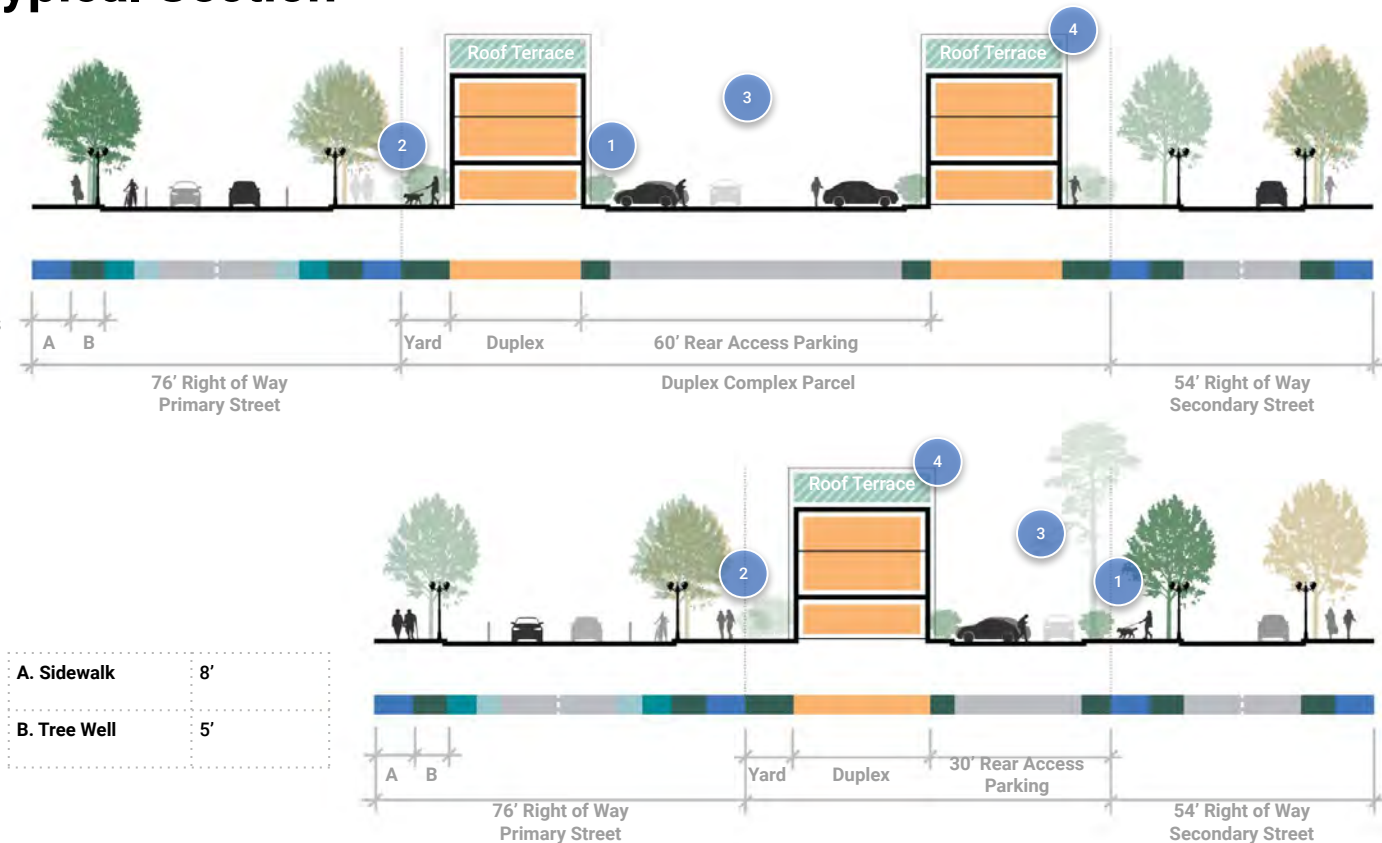 Typical Section
4
Roof Terrace
Roof Terrace
3
2
1
A
B
Yard
Duplex
60’ Rear Access Parking
76’ Right of Way
Primary Street
Duplex Complex Parcel
54’ Right of Way
Secondary Street
4
Roof Terrace
3
2
1
A. Sidewalk
8’
B. Tree Well
5’
A
B
Yard
Duplex
30’ Rear Access
Parking
76’ Right of Way
Primary Street
54’ Right of Way
Secondary Street